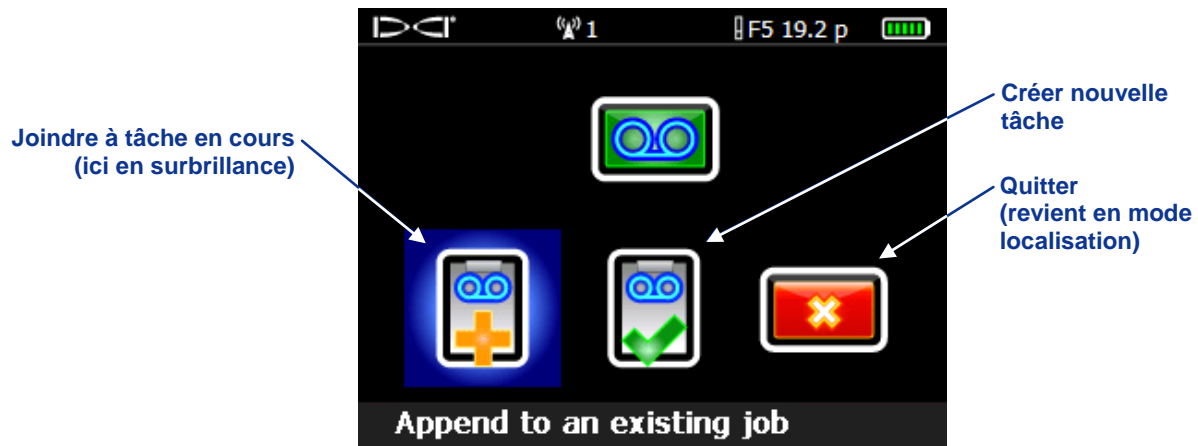 1
F5 19.2 p
Joindre à tâche en cours
(ici en surbrillance)
Créer nouvelle
tâche
Quitter
(revient en mode
localisation)
Append to an existing job